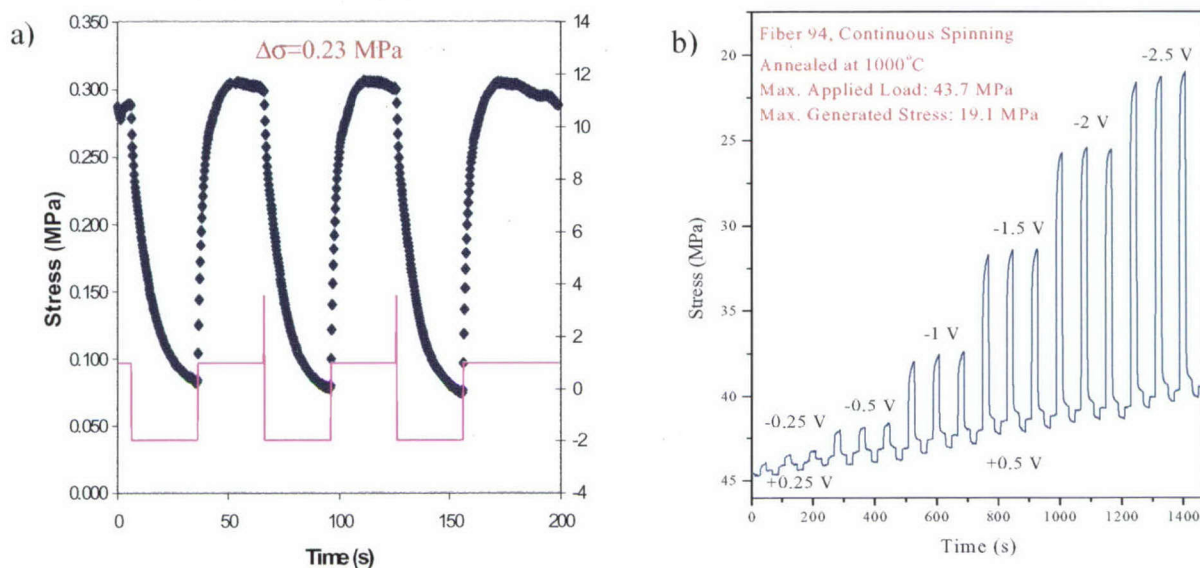 a)
Δσ=0.23 MPa
0.350
0.300
0.250
0.200
0.150
0.100
0.050
0.000
Stress (MPa)
14
12
10
8
6
4
2
0
-2
-4
0
50
100
150
200
Time (s)
b)
Fiber 94, Continuous Spinning
Annealed at 1000°C
Max. Applied Load: 43.7 MPa
Max. Generated Stress: 19.1 MPa
-2.5 V
-2 V
-1.5 V
-1 V
-0.5 V
-0.25 V
+0.25 V
+0.5 V
20
25
30
35
40
45
Stress (MPa)
0
200
400
600
800
1000
1200
1400
Time (s)